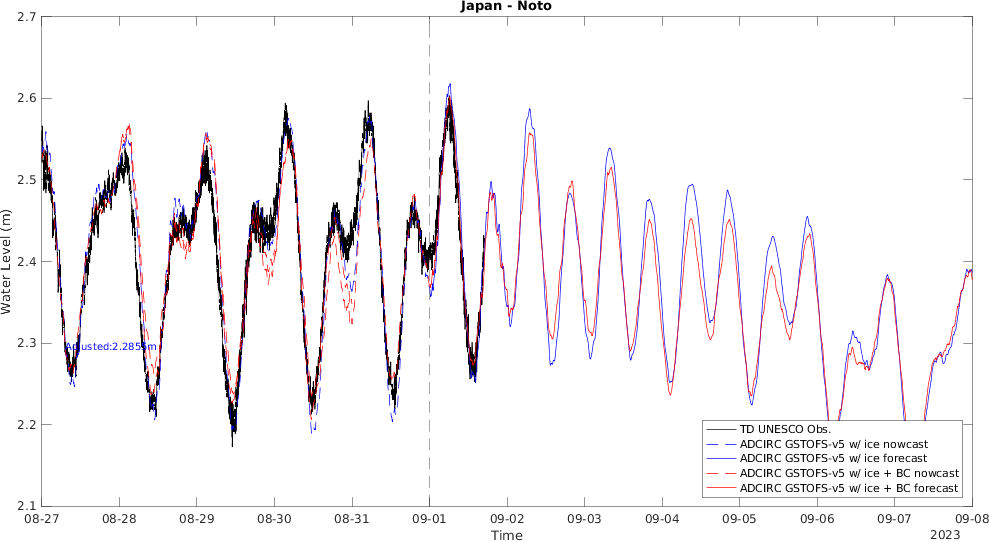 Japan - Noto
Water Level (m)
2.7
2.6
2.5
2.4
2.3
2.2
2.1
Adjusted:2.2855m
TD UNESCO Obs.
ADCIRC GSTOFS-v5 w/ ice nowcast
ADCIRC GSTOFS-v5 w/ ice forecast
ADCIRC GSTOFS-v5 w/ ice + BC nowcast
ADCIRC GSTOFS-v5 w/ ice + BC forecast
08-27 08-28 08-29 08-30 08-31 09-01 09-02 09-03 09-04 09-05 09-06 09-07 09-08
Time
2023